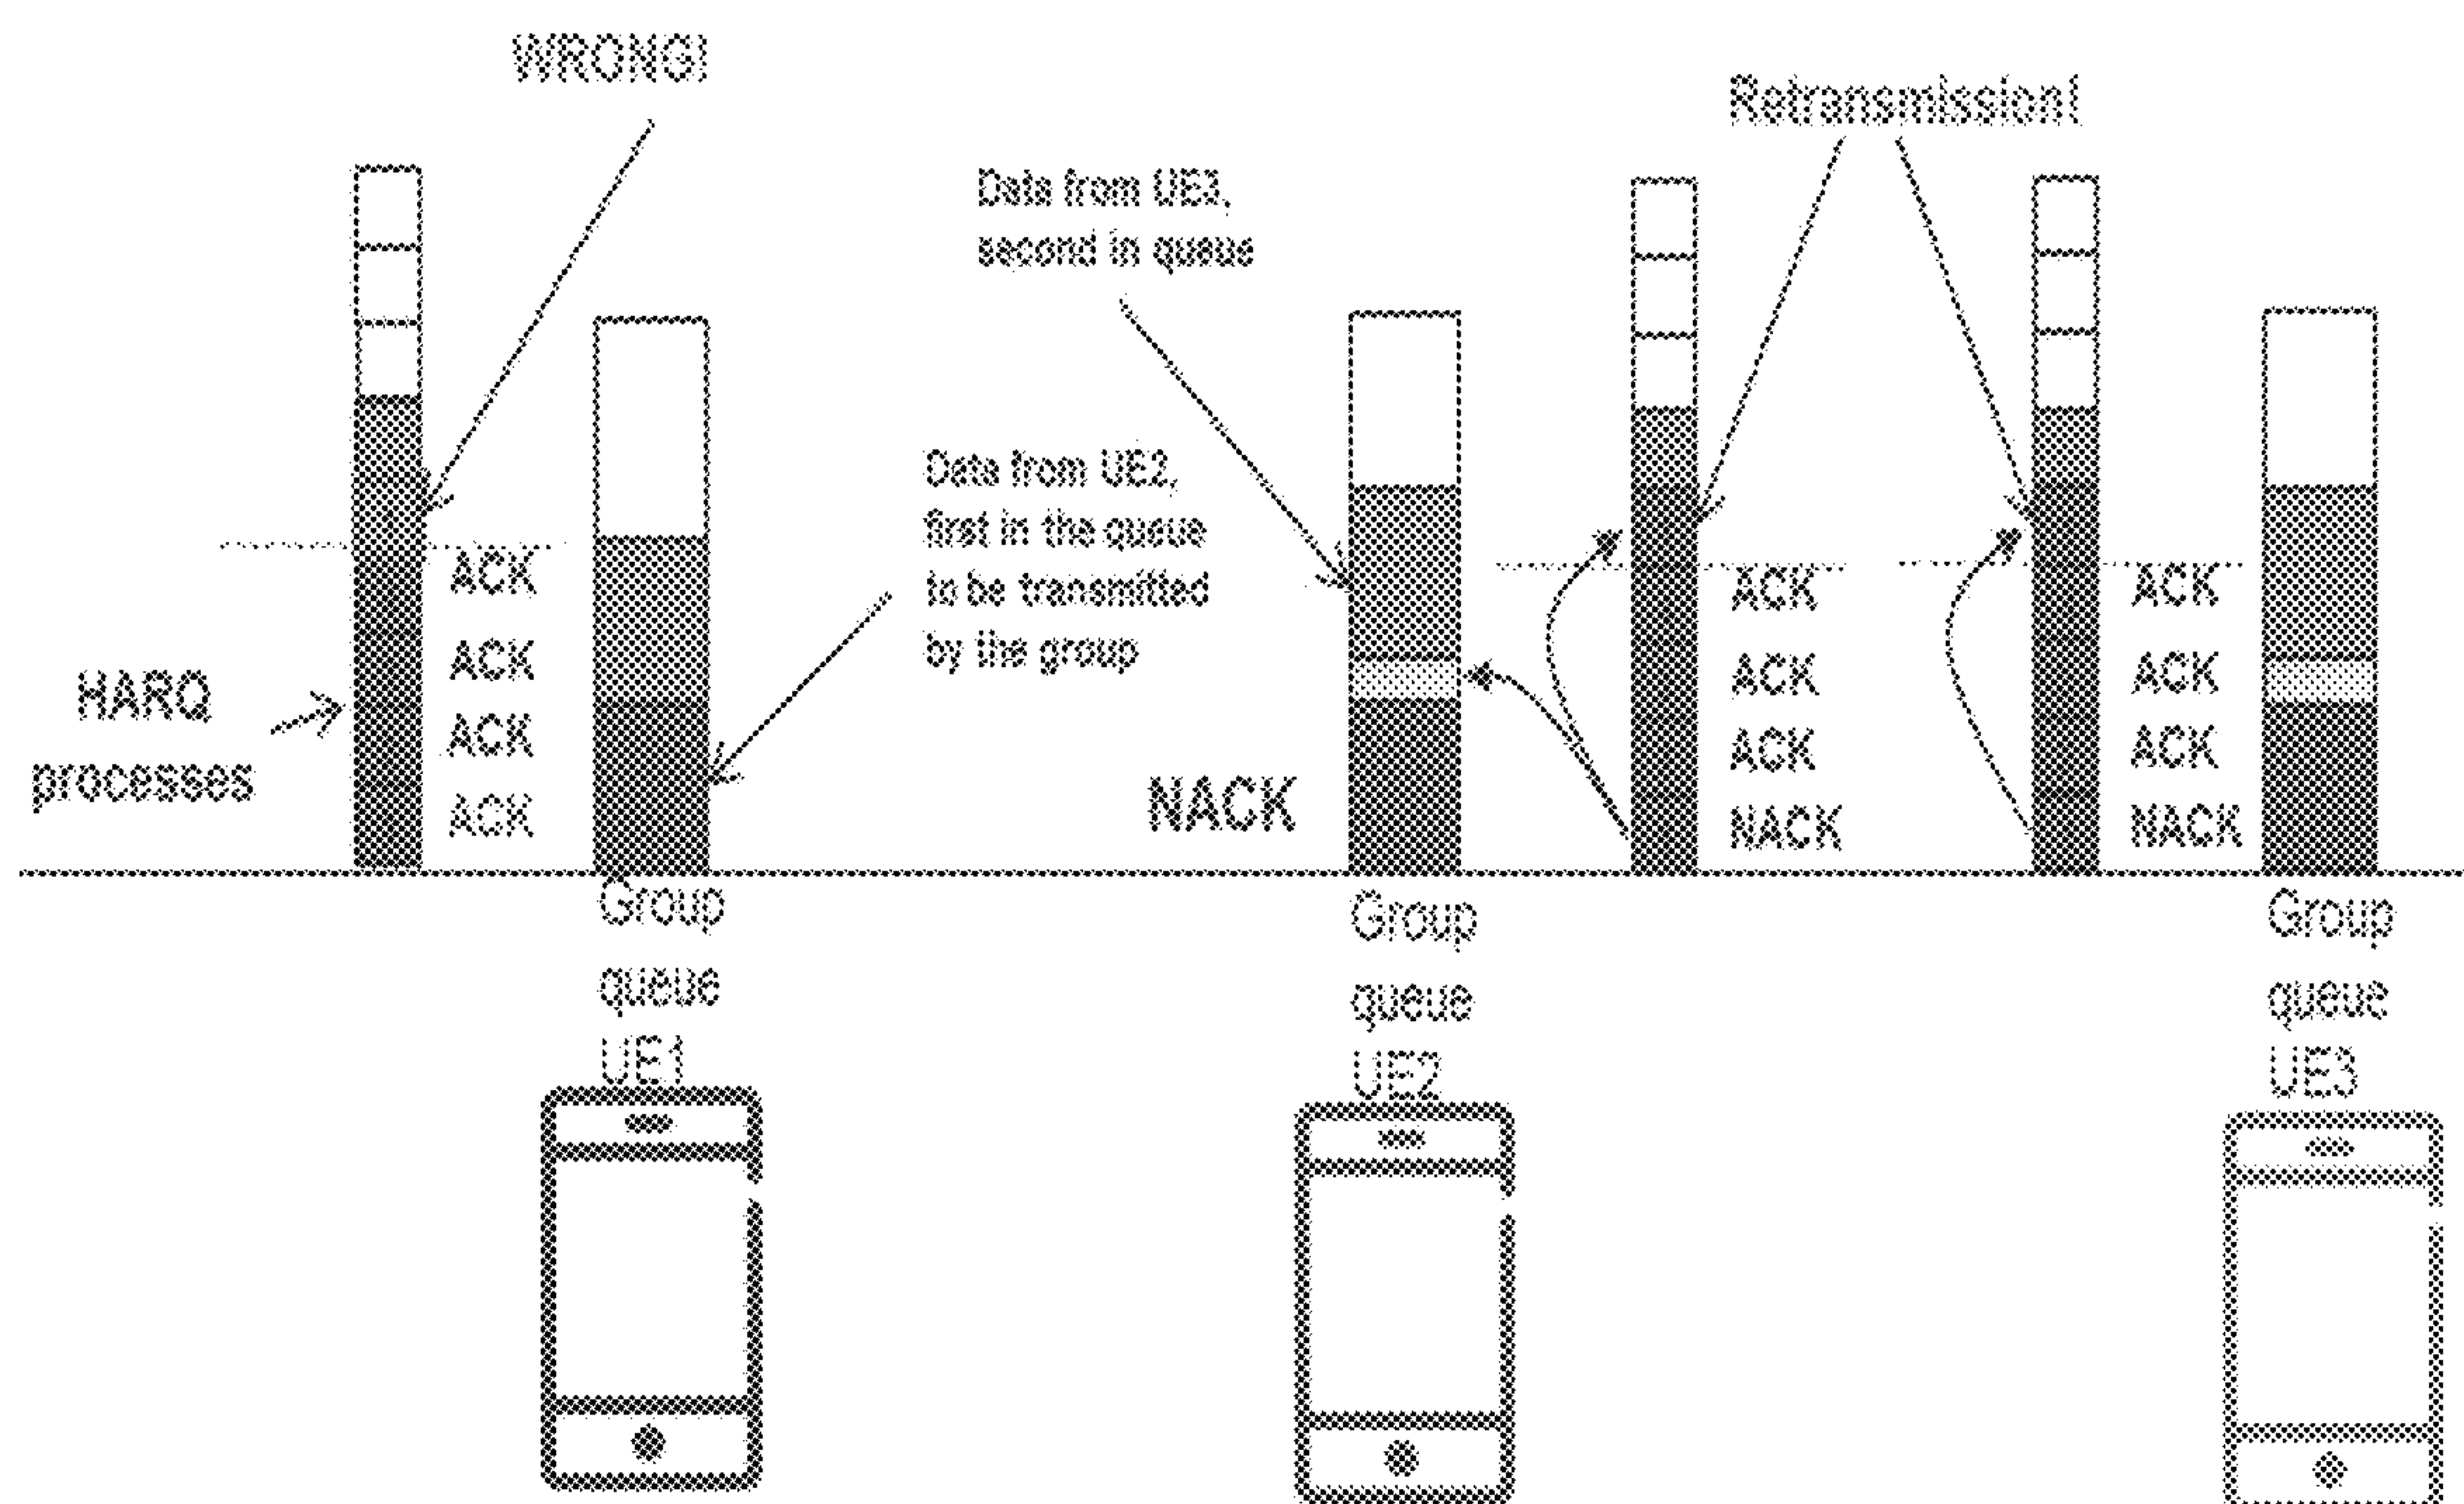 WRONG!
Retransmission!
Data from UE3,
second in queue
Data from UE2,
first in the queue
to be transmitted
by the group
HARQ
processes
ACK
ACK
ACK
ACK
NACK
ACK
ACK
ACK
NACK
ACK
ACK
ACK
NACK
Group
queue
UE1
Group
queue
UE2
Group
queue
UE3